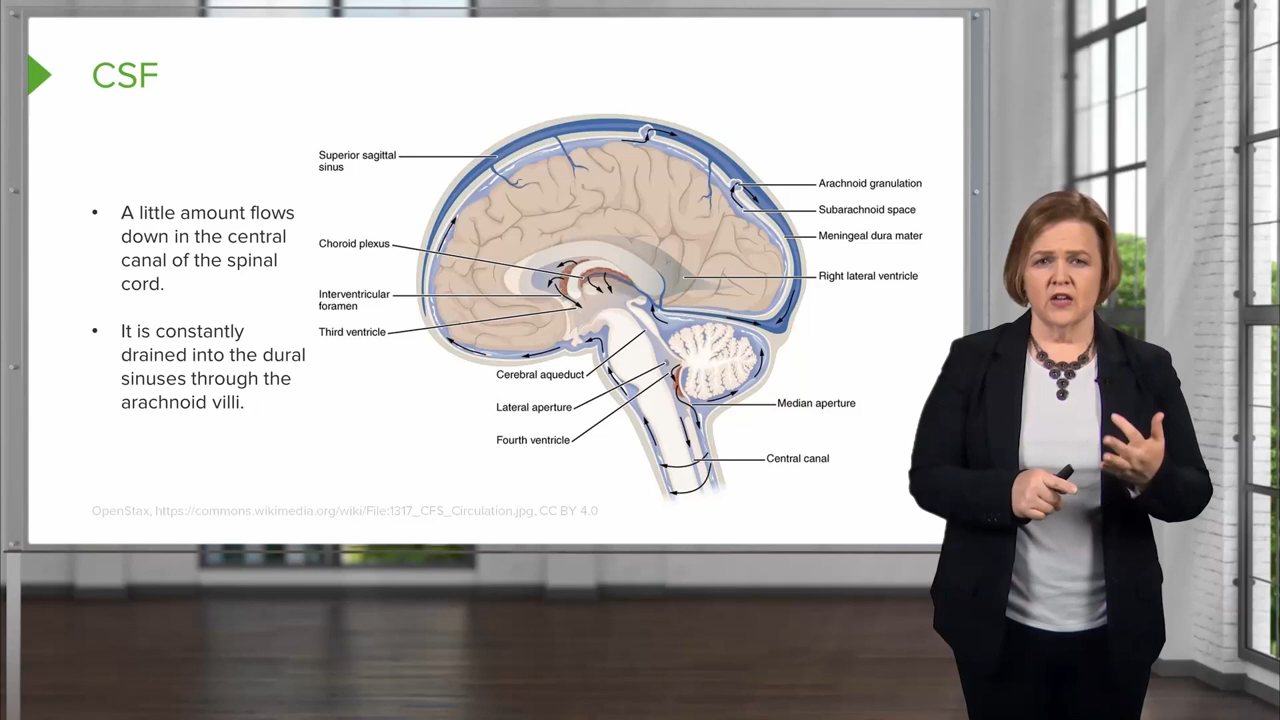 CSF
• A little amount flows
down in the central
canal of the spinal
cord.
• It is constantly
drained into the dural
sinuses through the
arachnoid villi.
Superior sagittal
sinus
Choroid plexus
Interventricular
foramen
Third ventricle
Cerebral aqueduct
Lateral aperture
Fourth ventricle
Arachnoid granulation
Subarachnoid space
Meningeal dura mater
Right lateral ventricle
Median aperture
Central canal
OpenStax, https://commons.wikimedia.org/wiki/File:1317_CFS_Circulation.jpg, CC BY 4.0